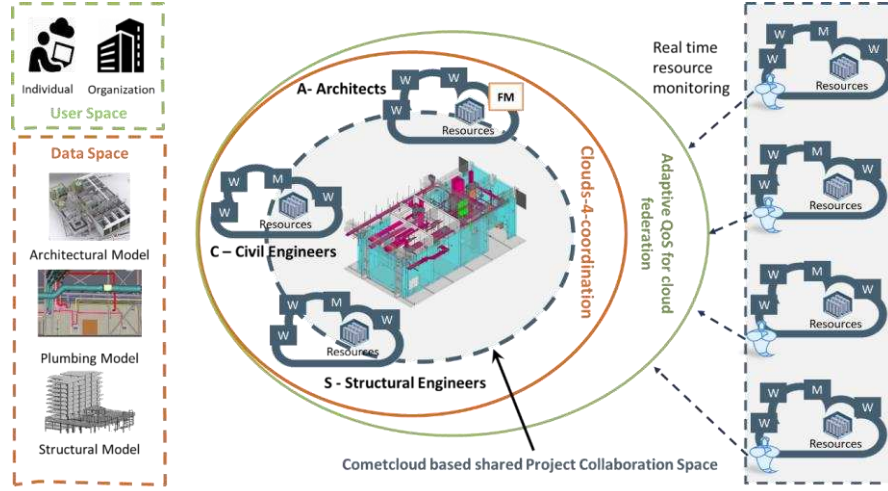 Individual
Organization
User Space
Data Space
Architectural Model
Plumbing Model
Structural Model
A- Architects
W
W
W
FM
Resources
W
W
M
W
Resources
C – Civil Engineers
W
W
M
W
Resources
S - Structural Engineers
Clouds-4-coordination
Adaptive QoS for cloud
federation
Cometcloud based shared Project Collaboration Space
Real time
resource
monitoring
W
W
M
W
Resources
W
W
M
W
Resources
W
W
M
W
Resources
W
W
M
W
Resources